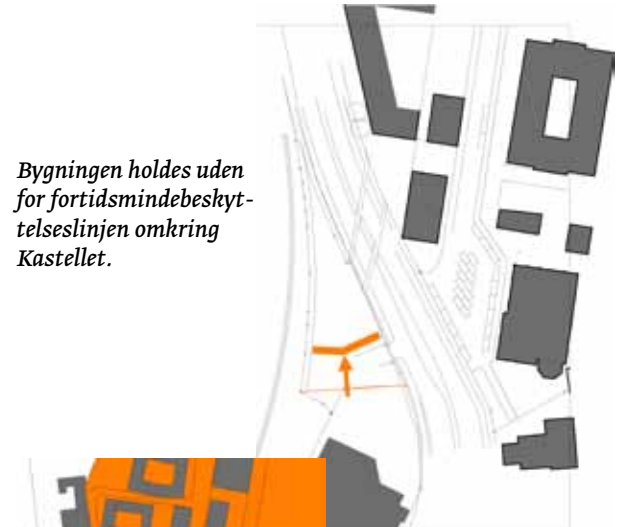 Bygningen holdes uden
for fortidsmindebeskyt-
telseslinjen omkring
Kastellet.